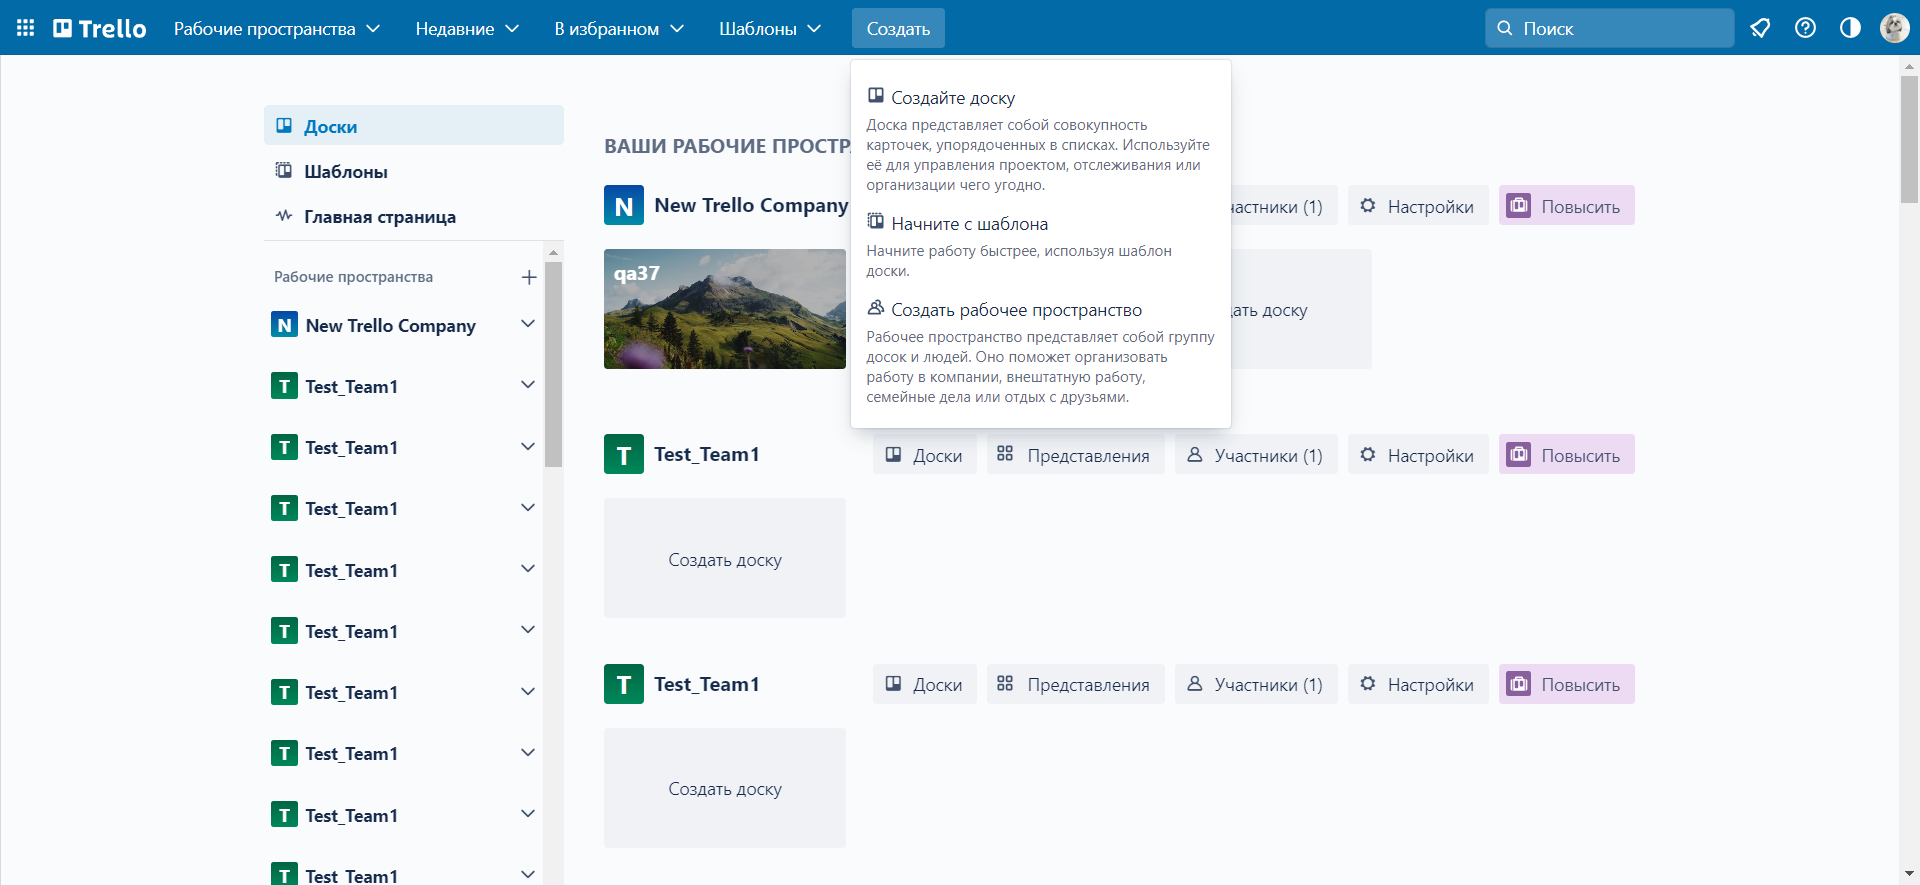 Trello
Рабочие пространства
Недавние
В избранном
Шаблоны
Создать
Поиск
Доски
Шаблоны
Главная страница
Рабочие пространства
N New Trello Company
T Test_Team1
T Test_Team1
T Test_Team1
T Test_Team1
T Test_Team1
T Test_Team1
T Test_Team1
T Test_Team1
T Test_Team1
Создайте доску
Доска представляет собой совокупность
карточек, упорядоченных в списках. Используйте
её для управления проектом, отслеживания или
организации чего угодно.
Начните с шаблона
Начните работу быстрее, используя шаблон
доски.
Создать рабочее пространство
Рабочее пространство представляет собой группу
досок и людей. Оно поможет организовать
работу в компании, внештатную работу,
семейные дела или отдых с друзьями.
ВАШИ РАБОЧИЕ ПРОСТР
N New Trello Company
частники (1)
Настройки
Повысить
qa37
дать доску
T Test_Team1
Доски
Представления
Участники (1)
Настройки
Повысить
Создать доску
T Test_Team1
Доски
Представления
Участники (1)
Настройки
Повысить
Создать доску